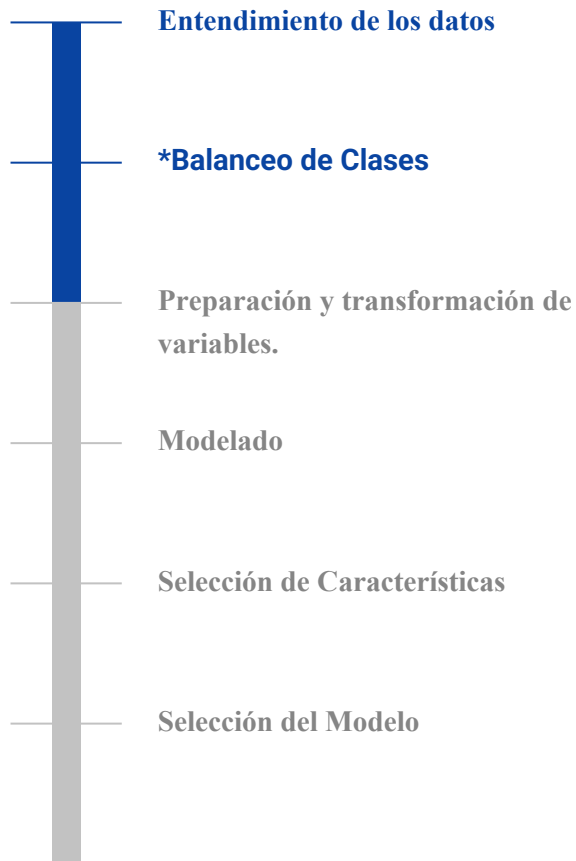 Entendimiento de los datos
*Balanceo de Clases
Preparación y transformación de
variables.
Modelado
Selección de Características
Selección del Modelo